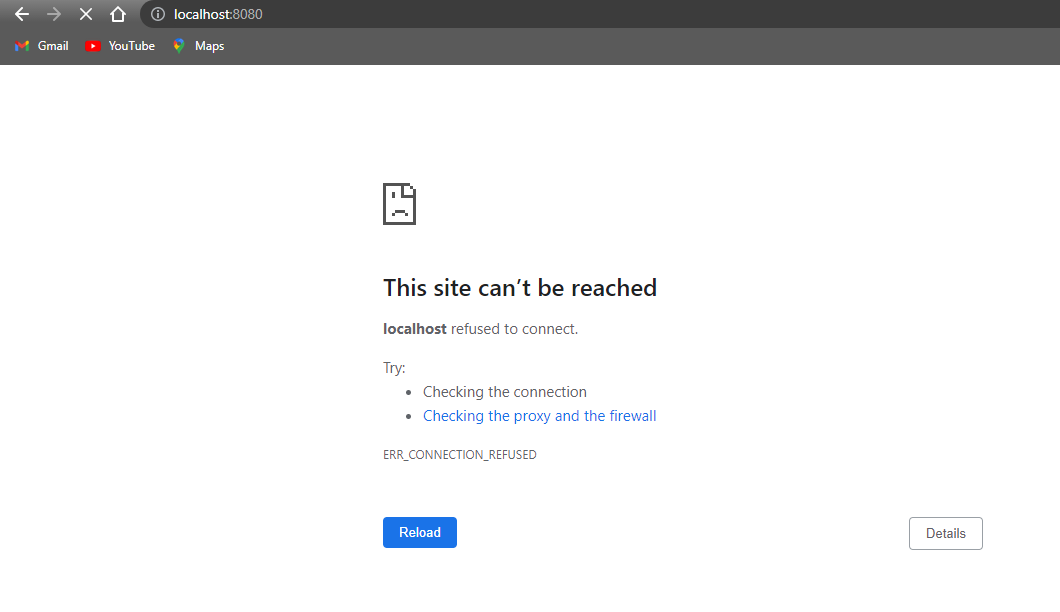 localhost:8080
Gmail YouTube Maps
This site can’t be reached
localhost refused to connect.
Try:
• Checking the connection
• Checking the proxy and the firewall
ERR_CONNECTION_REFUSED
Reload Details